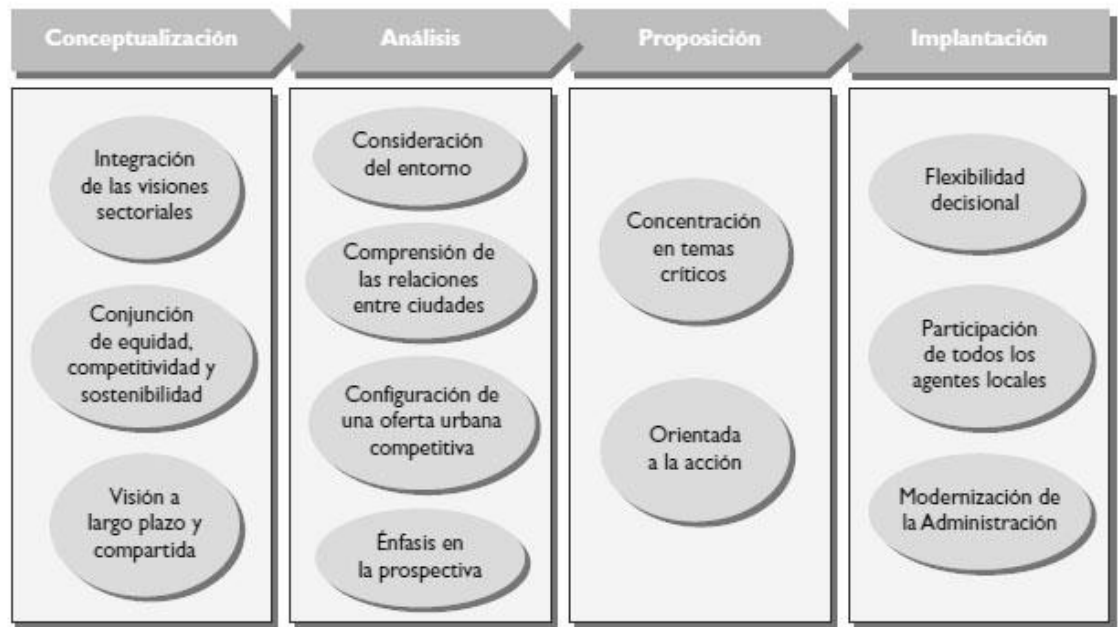 Conceptualización
Análisis
Proposición
Implantación
Integración
de las visiones
sectoriales
Conjunción
de equidad,
competitividad y
sostenibilidad
Visión a
largo plazo y
compartida
Consideración
del entorno
Comprensión de
las relaciones
entre ciudades
Configuración de
una oferta urbana
competitiva
Énfasis en
la prospectiva
Concentración
en temas
críticos
Orientada
a la acción
Flexibilidad
decisional
Participación
de todos los
agentes locales
Modernización de
la Administración